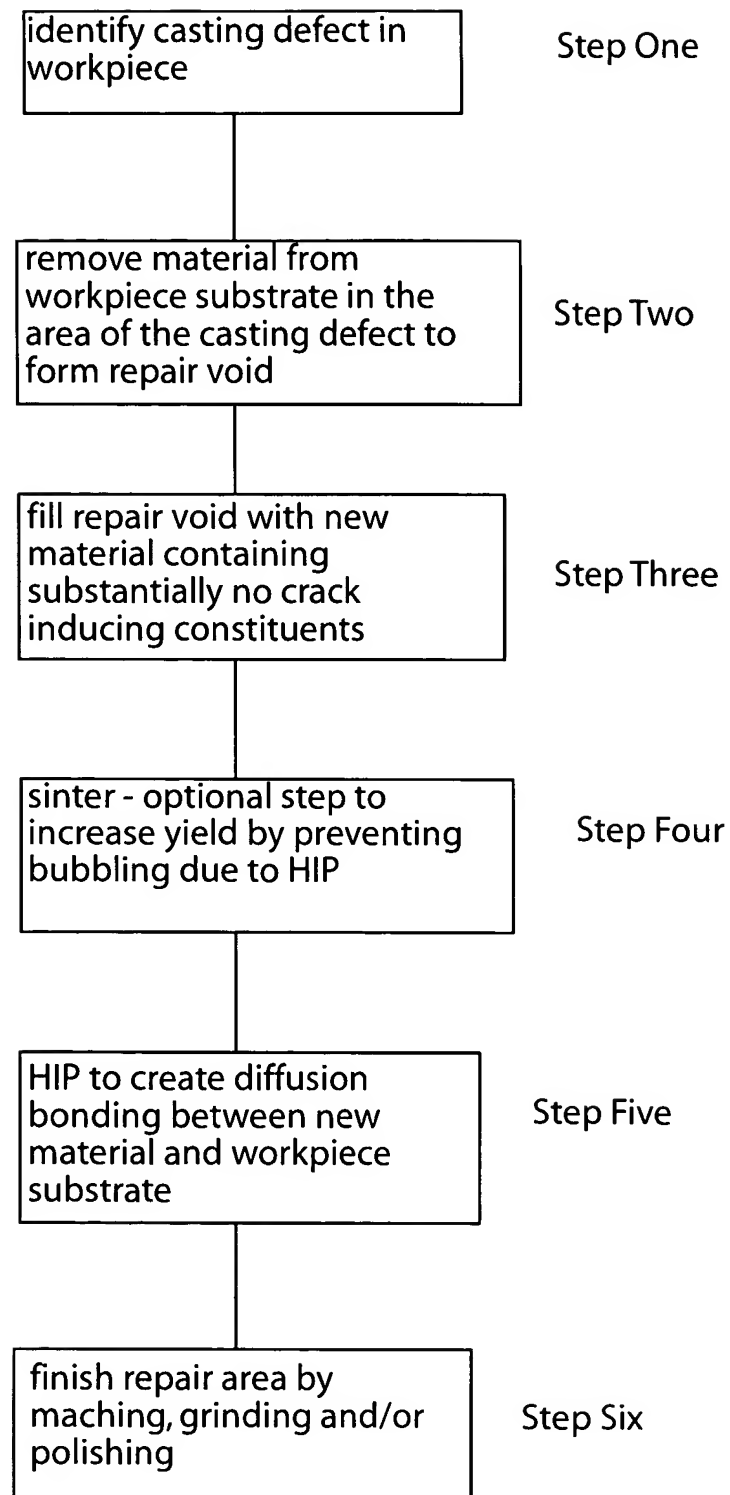 identify casting defect in
workpiece
Step One
remove material from
workpiece substrate in the
area of the casting defect to
form repair void
Step Two
fill repair void with new
material containing
substantially no crack
inducing constituents
Step Three
sinter - optional step to
increase yield by preventing
bubbling due to HIP
Step Four
HIP to create diffusion
bonding between new
material and workpiece
substrate
Step Five
finish repair area by
maching, grinding and/or
polishing
Step Six